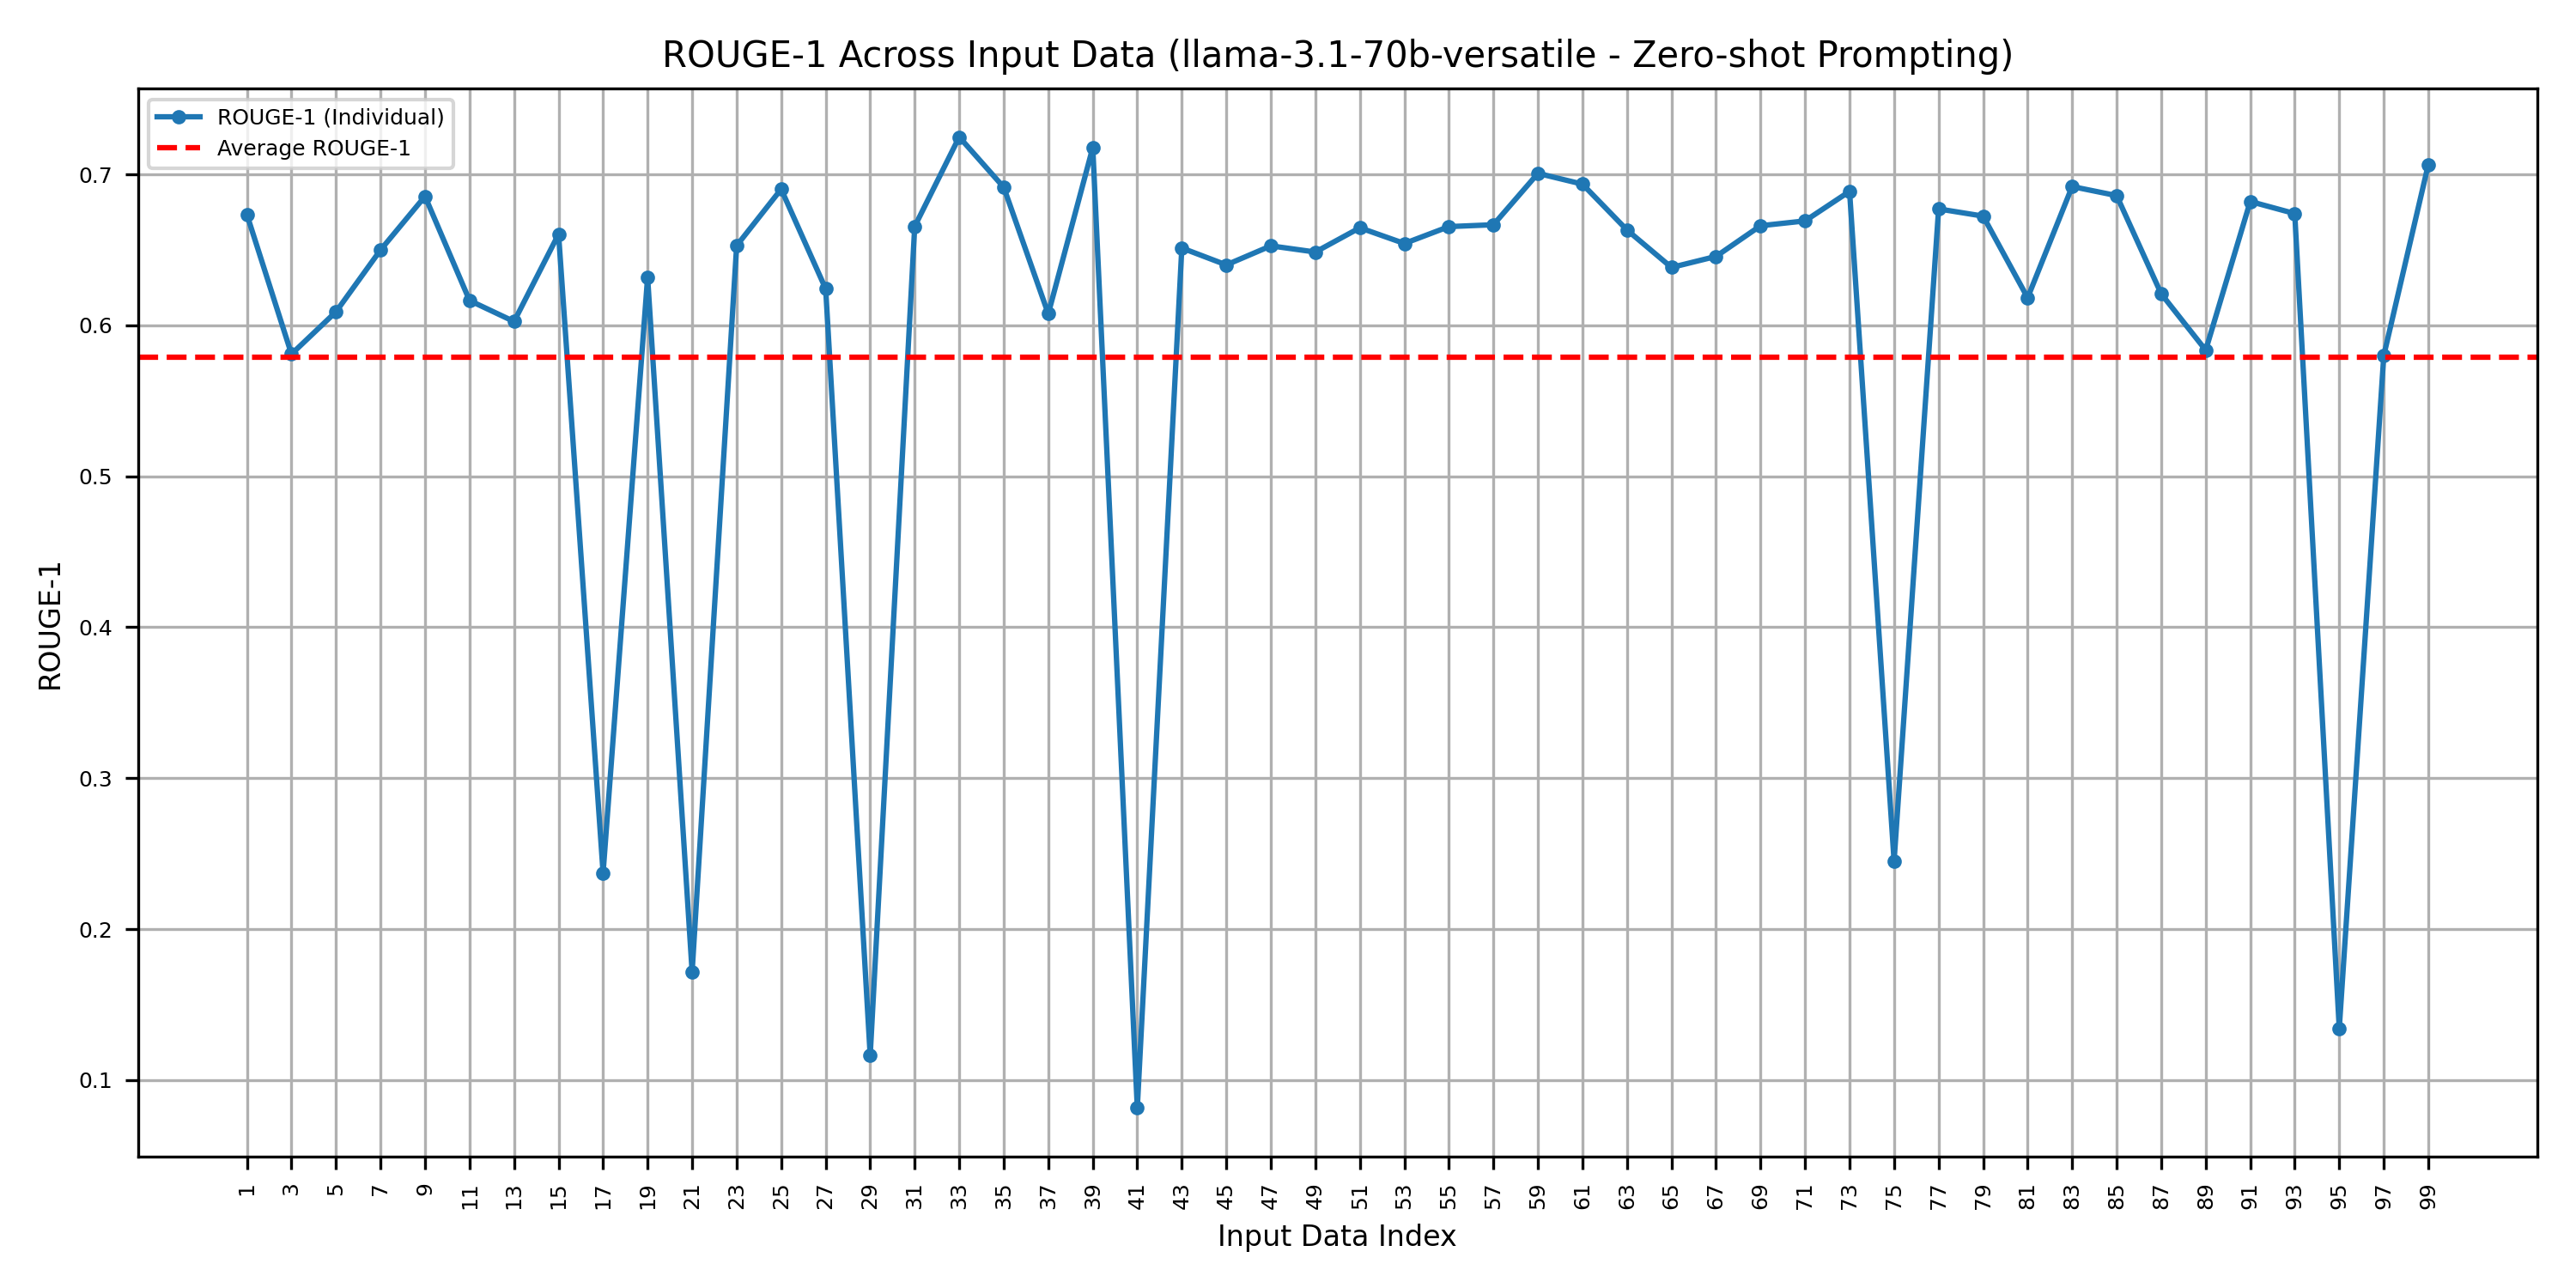 ROUGE-1 Across Input Data (llama-3.1-70b-versatile - Zero-shot Prompting)
ROUGE-1 (Individual)
Average ROUGE-1
0.7
0.6
0.5
0.4
0.3
0.2
0.1
ROUGE-1
1 3 5 7 9 11 13 15 17 19 21 23 25 27 29 31 33 35 37 39 41 43 45 47 49 51 53 55 57 59 61 63 65 67 69 71 73 75 77 79 81 83 85 87 89 91 93 95 97 99
Input Data Index